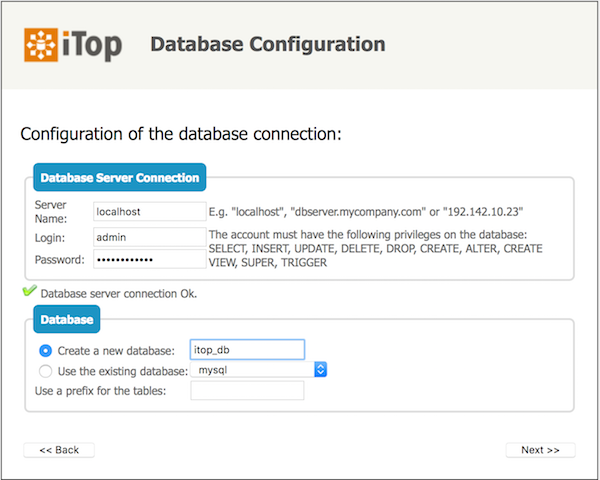 iTop
Database Configuration
Configuration of the database connection:
Database Server Connection
Server Name: localhost E.g. "localhost", "dbserver.mycompany.com" or "192.142.10.23"
Login: admin The account must have the following privileges on the database:
SELECT, INSERT, UPDATE, DELETE, DROP, CREATE, ALTER, CREATE
Password: •••••••••••• VIEW, SUPER, TRIGGER
Database server connection Ok.
Database
Create a new database: itop_db
Use the existing database: mysql
Use a prefix for the tables:
<< Back Next >>